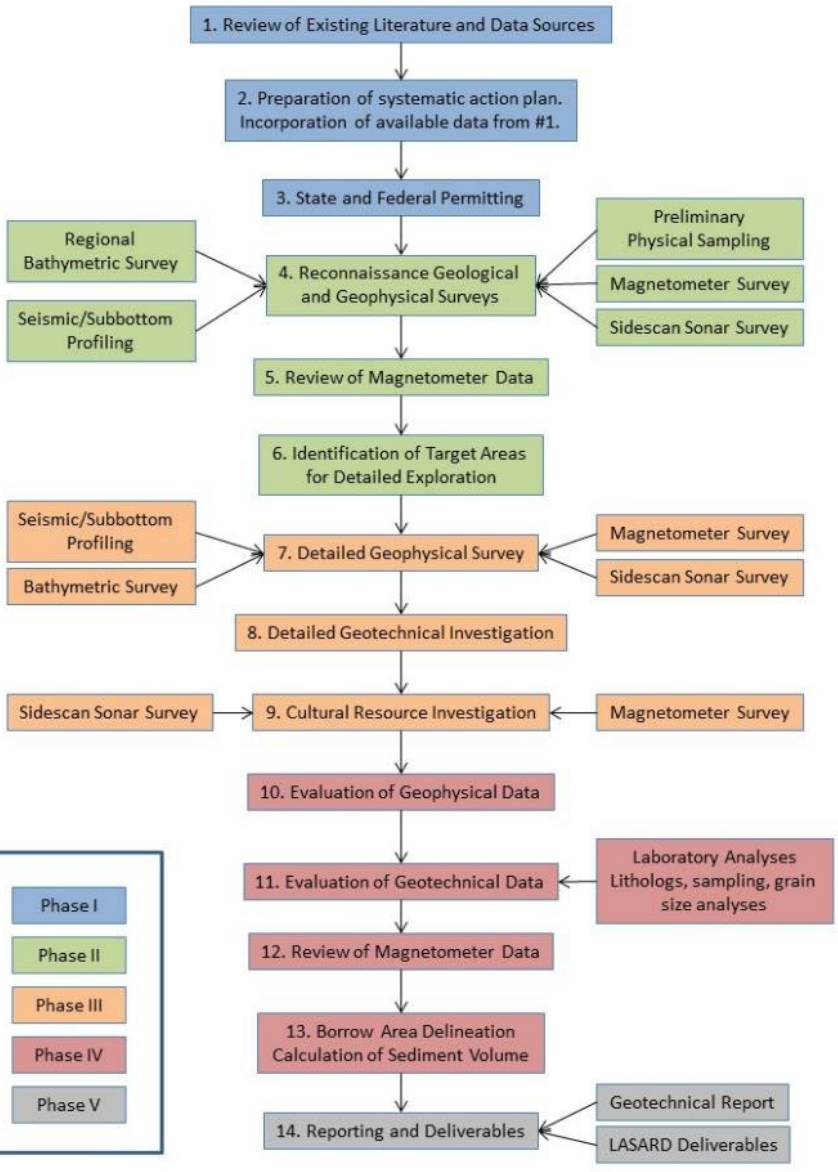 1. Review of Existing Literature and Data Sources
2. Preparation of systematic action plan.
Incorporation of available data from #1.
3. State and Federal Permitting
Regional
Bathymetric Survey
Seismic/Subbottom
Profiling
4. Reconnaissance Geological
and Geophysical Surveys
Preliminary
Physical Sampling
Magnetometer Survey
Sidescan Sonar Survey
5. Review of Magnetometer Data
6. Identification of Target Areas
for Detailed Exploration
Seismic/Subbottom
Profiling
Bathymetric Survey
7. Detailed Geophysical Survey
Magnetometer Survey
Sidescan Sonar Survey
8. Detailed Geotechnical Investigation
Sidescan Sonar Survey
9. Cultural Resource Investigation
Magnetometer Survey
10. Evaluation of Geophysical Data
11. Evaluation of Geotechnical Data
Laboratory Analyses
Lithologs, sampling, grain
size analyses
12. Review of Magnetometer Data
13. Borrow Area Delineation
Calculation of Sediment Volume
14. Reporting and Deliverables
Geotechnical Report
LASARD Deliverables
Phase I
Phase II
Phase III
Phase IV
Phase V